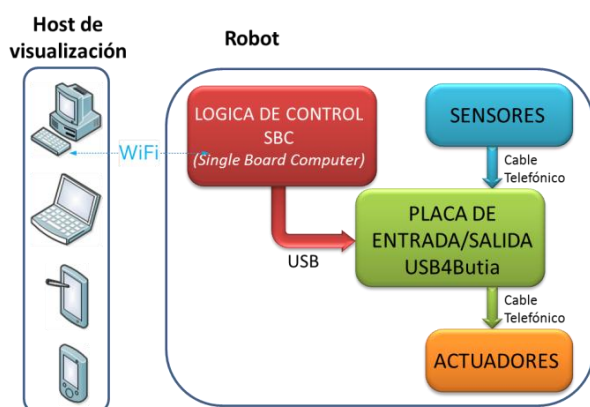 Host de
visualización
Robot
LOGICA DE CONTROL
SBC
(Single Board Computer)
WiFi
USB
SENSORES
Cable
Telefónico
PLACA DE
ENTRADA/SALIDA
USB4Butia
Cable
Telefónico
ACTUADORES